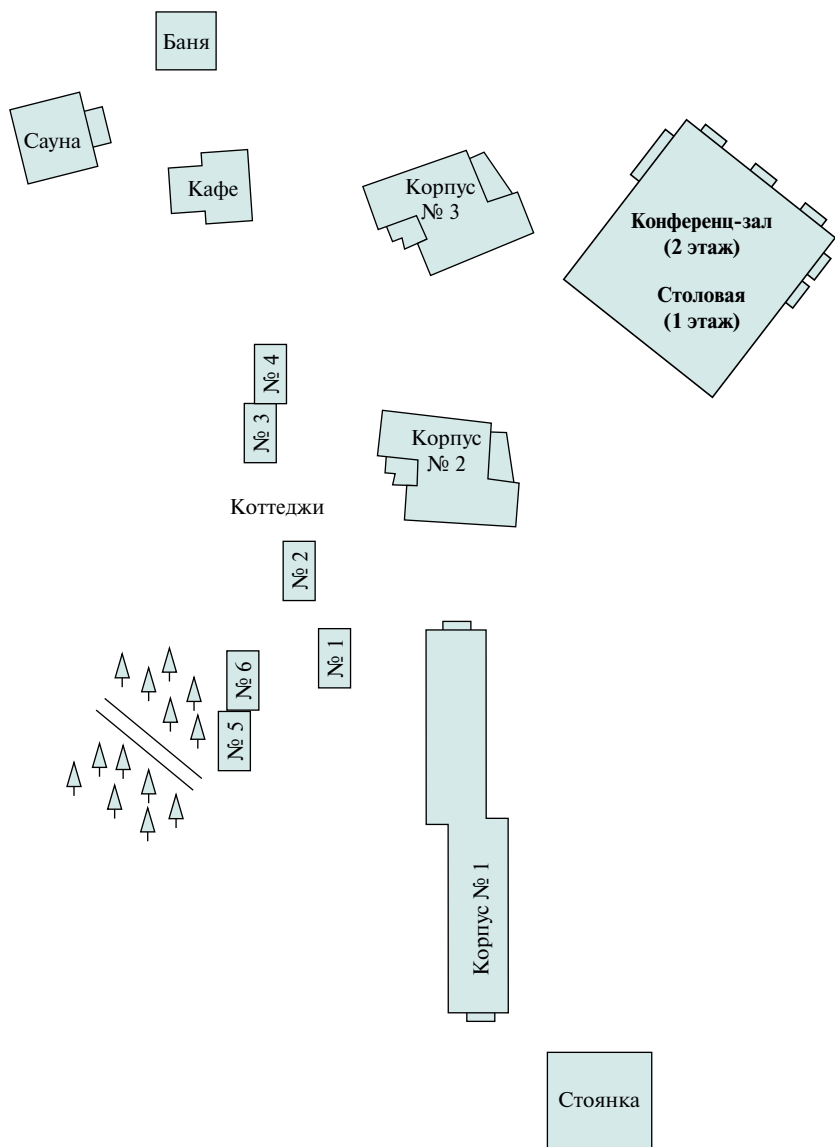 Баня
Сауна
Кафе
Корпус
№ 3
Конференц-зал
(2 этаж)
Столовая
(1 этаж)
№ 4
№ 3
Корпус
№ 2
Коттеджи
№ 2
№ 1
№ 6
№ 5
Корпус № 1
Стоянка